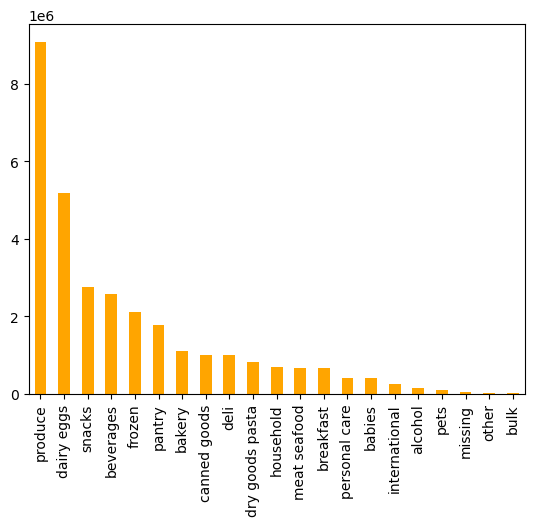 1e6
8
6
4
2
0
produce
dairy eggs
snacks
beverages
frozen
pantry
bakery
canned goods
deli
dry goods pasta
household
meat seafood
breakfast
personal care
babies
international
alcohol
pets
missing
other
bulk